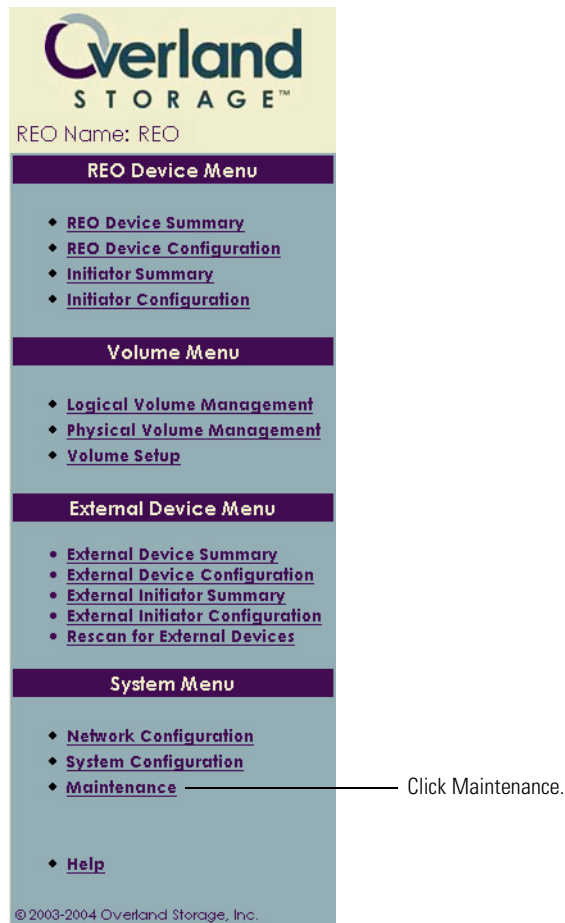 Overland
STORAGE™
REO Name: REO
REO Device Menu
REO Device Summary
REO Device Configuration
Initiator Summary
Initiator Configuration
Volume Menu
Logical Volume Management
Physical Volume Management
Volume Setup
External Device Menu
External Device Summary
External Device Configuration
External Initiator Summary
External Initiator Configuration
Rescan for External Devices
System Menu
Network Configuration
System Configuration
Maintenance
Click Maintenance.
Help
© 2003-2004 Overland Storage, Inc.